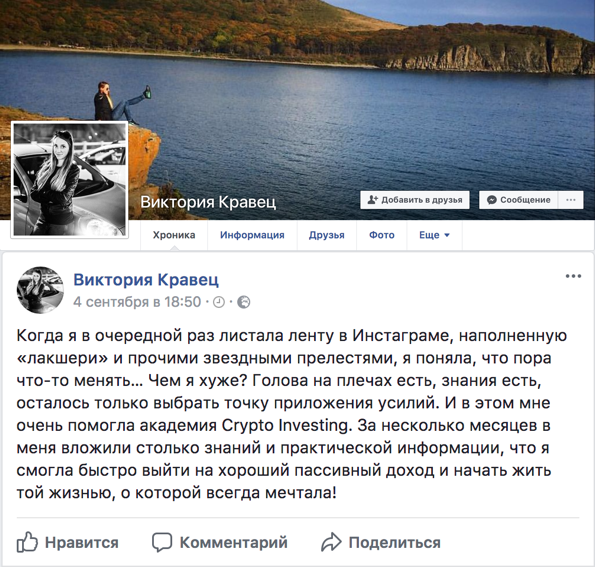 Виктория Кравец
Добавить в друзья
Сообщение
Хроника
Информация
Друзья
Фото
Еще
Виктория Кравец
4 сентября в 18:50
Когда я в очередной раз листала ленту в Инстаграме, наполненную
«лакшери» и прочими звездными прелестями, я поняла, что пора
что-то менять... Чем я хуже? Голова на плечах есть, знания есть,
осталось только выбрать точку приложения усилий. И в этом мне
очень помогла академия Crypto Investing. За несколько месяцев в
меня вложили столько знаний и практической информации, что я
смогла быстро выйти на хороший пассивный доход и начать жить
той жизнью, о которой всегда мечтала!
Нравится
Комментарий
Поделиться